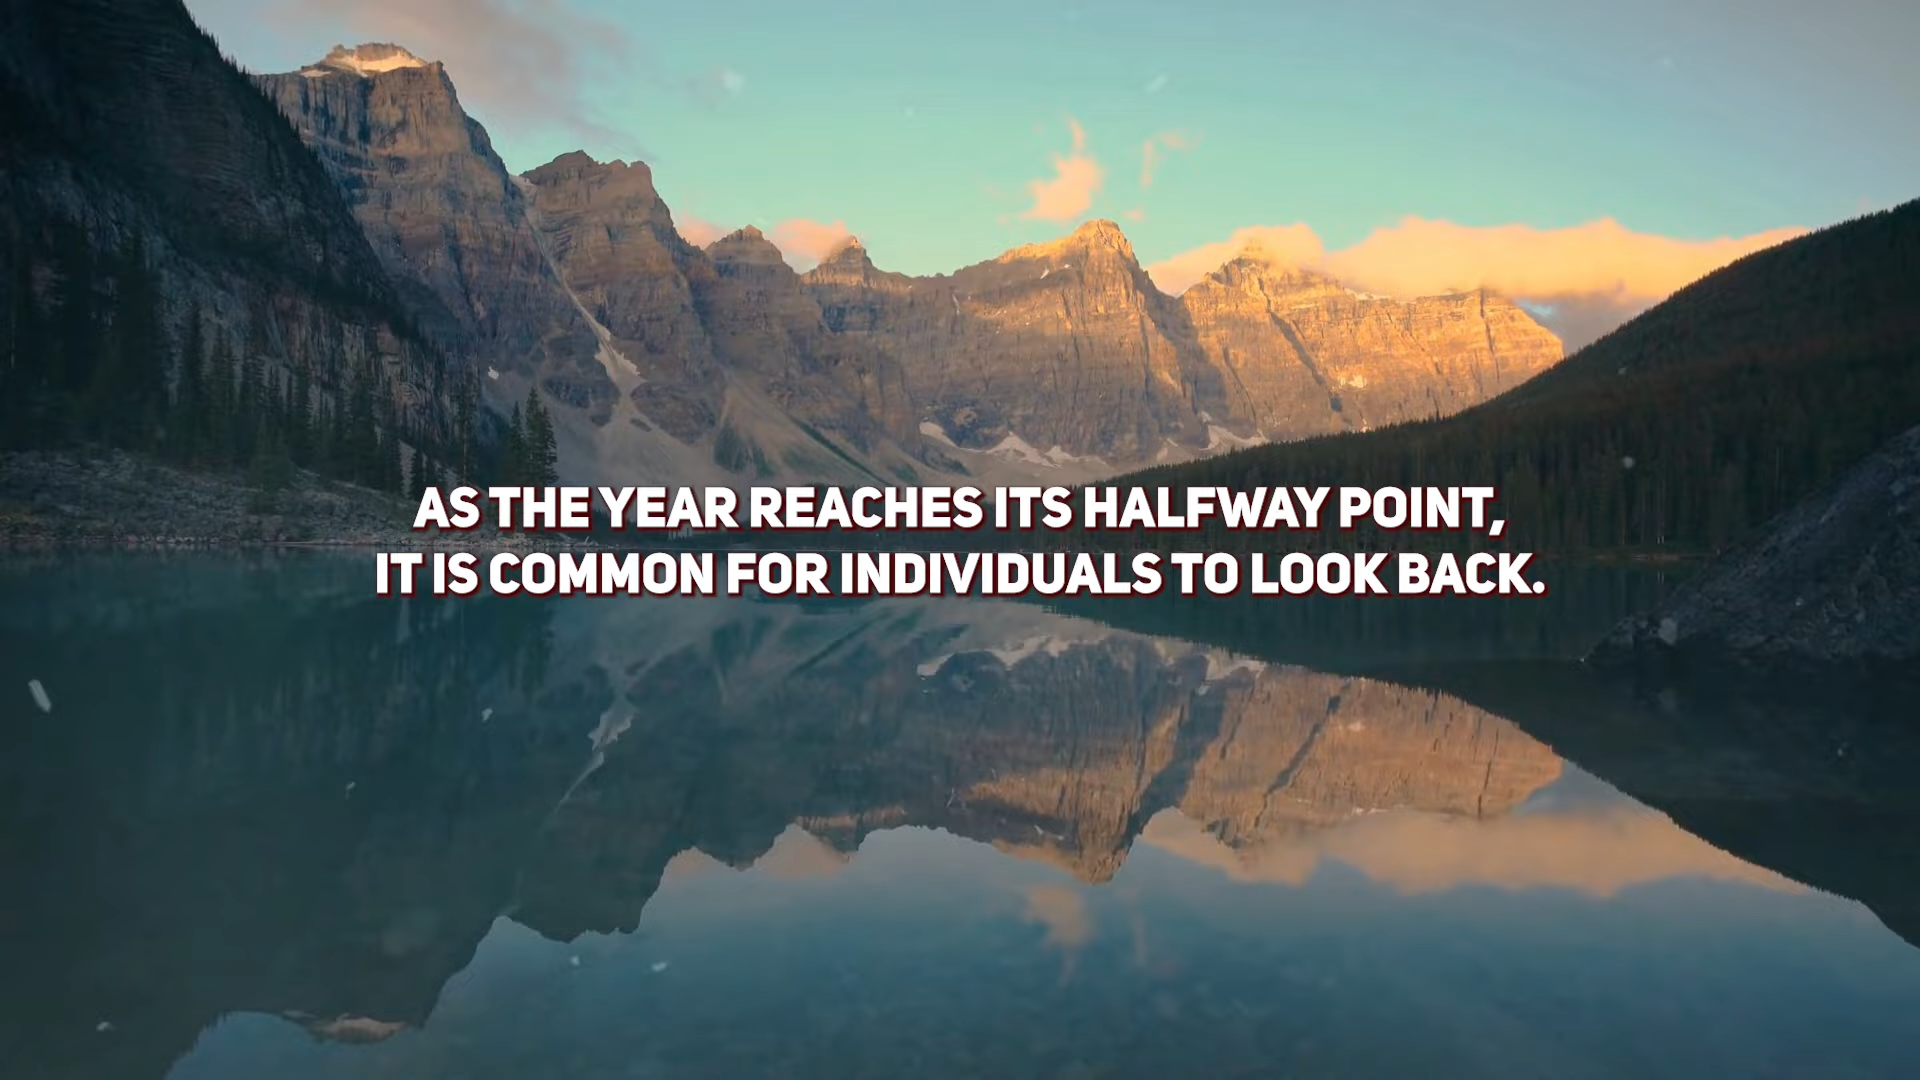 AS THE YEAR REACHES ITS HALFWAY POINT,
IT IS COMMON FOR INDIVIDUALS TO LOOK BACK.